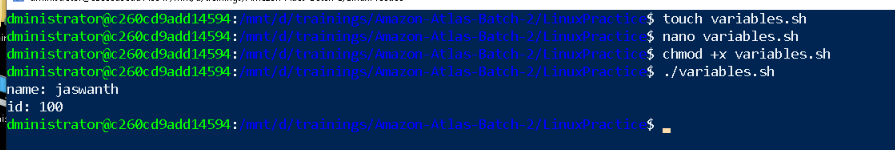 dministrator@c260cd9add14594:/mnt/d/trainings/Amazon-Atlas-Batch-2/LinuxPractice$ touch variables.sh
dministrator@c260cd9add14594:/mnt/d/trainings/Amazon-Atlas-Batch-2/LinuxPractice$ nano variables.sh
dministrator@c260cd9add14594:/mnt/d/trainings/Amazon-Atlas-Batch-2/LinuxPractice$ chmod +x variables.sh
dministrator@c260cd9add14594:/mnt/d/trainings/Amazon-Atlas-Batch-2/LinuxPractice$ ./variables.sh
name: jaswanth
id: 100
dministrator@c260cd9add14594:/mnt/d/trainings/Amazon-Atlas-Batch-2/LinuxPractice$